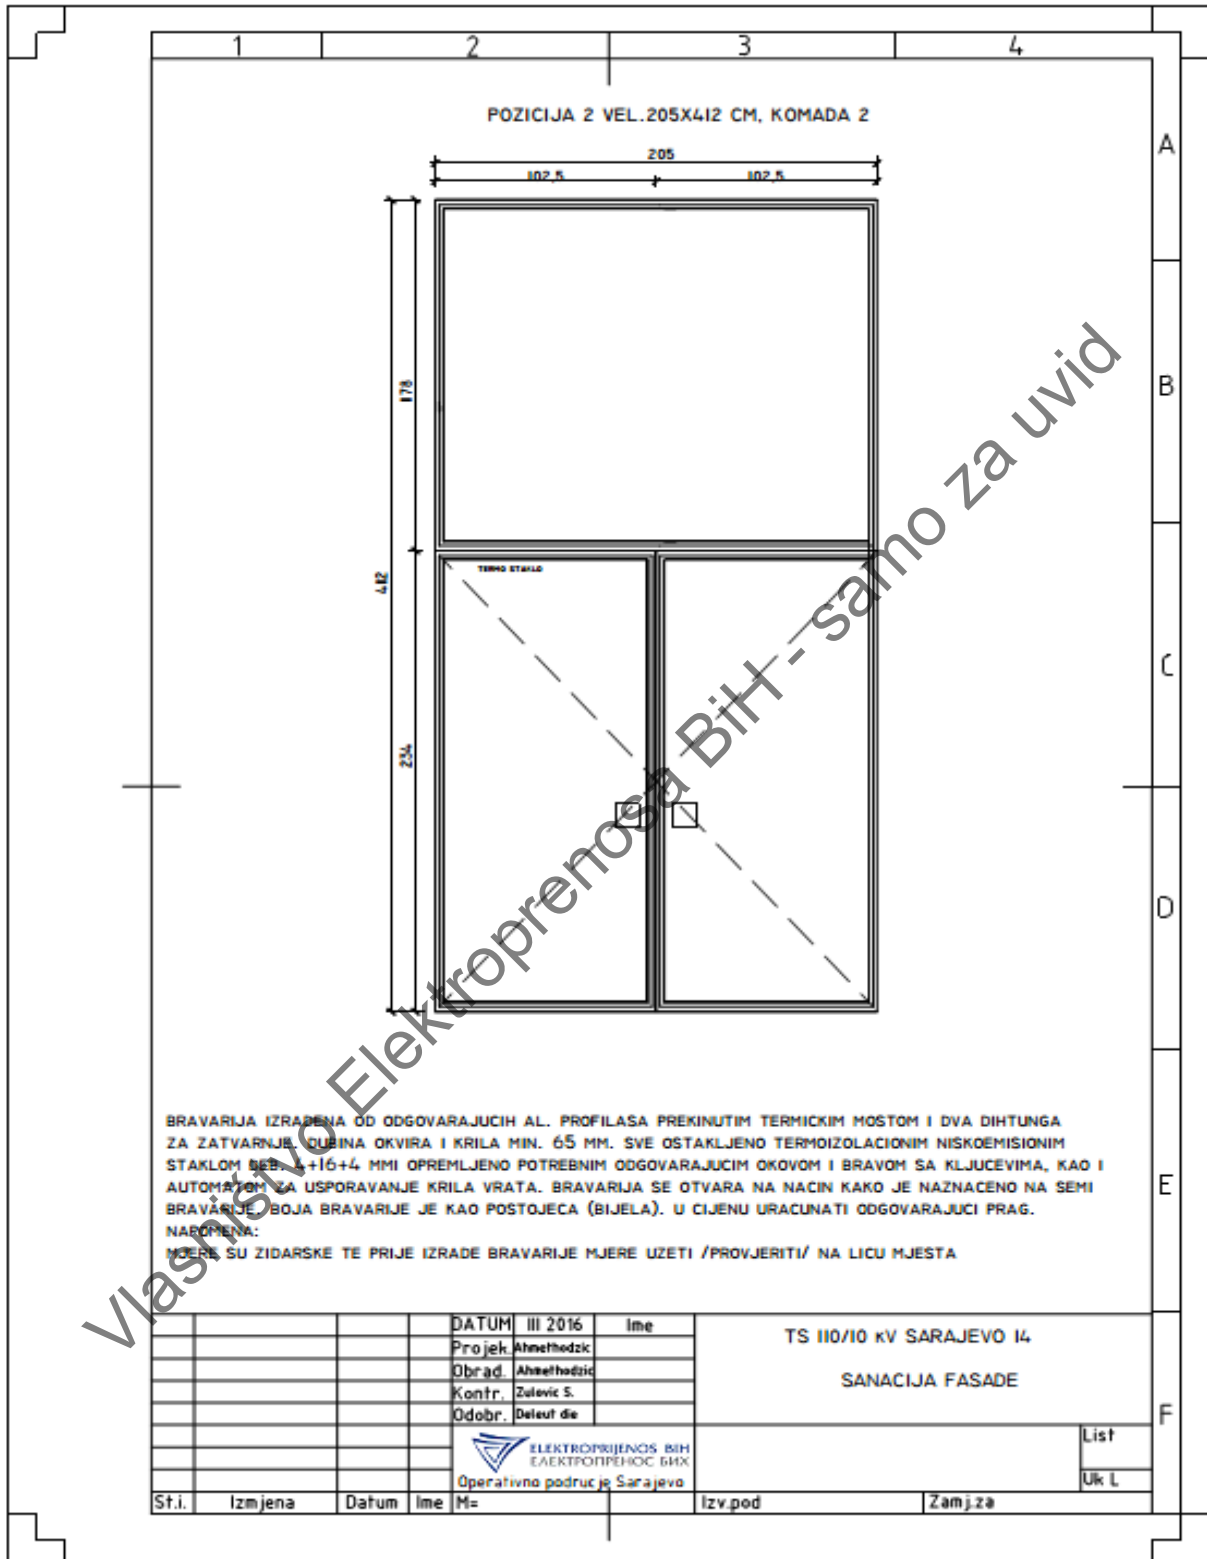 1 2 3 4
POZICIJA 2 VEL.205X412 CM, KOMADA 2
A
205
102,5 102,5
178
B
TERMO STAKLO
412
C
234
D
Vlasništvo Elektroprenosa BiH - samo za uvid
BRAVARIJA IZRAĐENA OD ODGOVARAJUCIH AL. PROFILASA PREKINUTIM TERMICKIM MOSTOM I DVA DIHTUNGA
ZA ZATVARNJE. DUBINA OKVIRA I KRILA MIN. 65 MM. SVE OSTAKLJENO TERMOIZOLACIONIM NISKOEMISIONIM
STAKLOM DEB. 4+16+4 MMI OPREMLJENO POTREBNIM ODGOVARAJUCIM OKOVOM I BRAVOM SA KLJUCEVIMA, KAO I
AUTOMATOM ZA USPORAVANJE KRILA VRATA. BRAVARIJA SE OTVARA NA NACIN KAKO JE NAZNACENO NA SEMI
BRAVARIJE. BOJA BRAVARIJE JE KAO POSTOJECA (BIJELA). U CIJENU URACUNATI ODGOVARAJUCI PRAG.
NAPOMENA:
MJERE SU ZIDARSKE TE PRIJE IZRADE BRAVARIJE MJERE UZETI /PROVJERITI/ NA LICU MJESTA
E
DATUM III 2016 Ime
Projek. Ahmethodzic
Obrad. Ahmethodzic
Kontr. Zulovic S.
Odobr. Deleut die
TS 110/10 KV SARAJEVO 14
SANACIJA FASADE
F
ELEKTROPRIJENOS BIH
ЕЛЕКТРОПРЕНОС БИХ
Operativno podrucje Sarajevo
List
Uk L
St.i. Izmjena Datum Ime M= Izv.pod Zamj.za